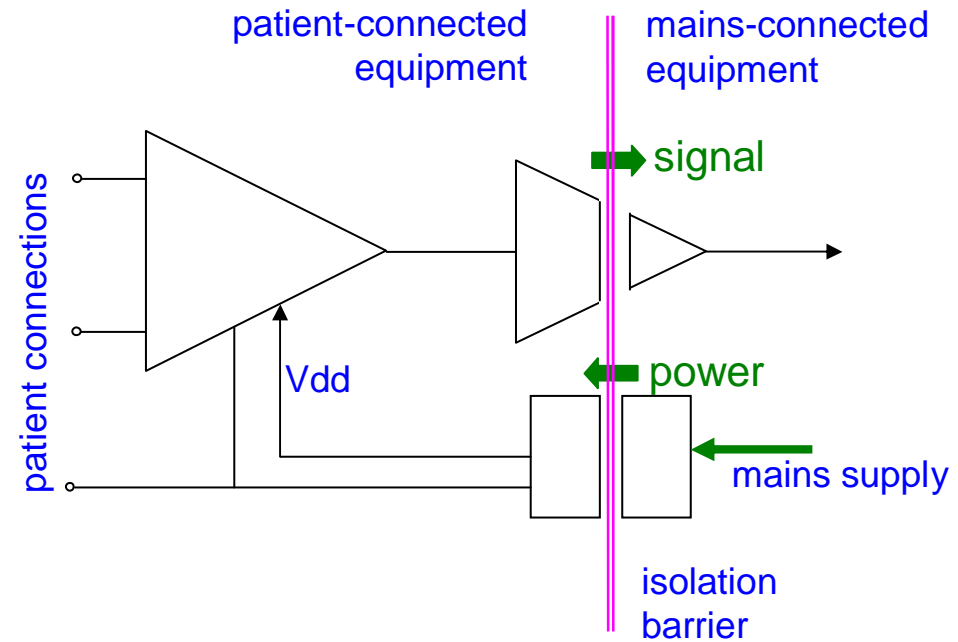 patient-connected
equipment
mains-connected
equipment
signal
patient connections
Vdd
power
mains supply
isolation
barrier